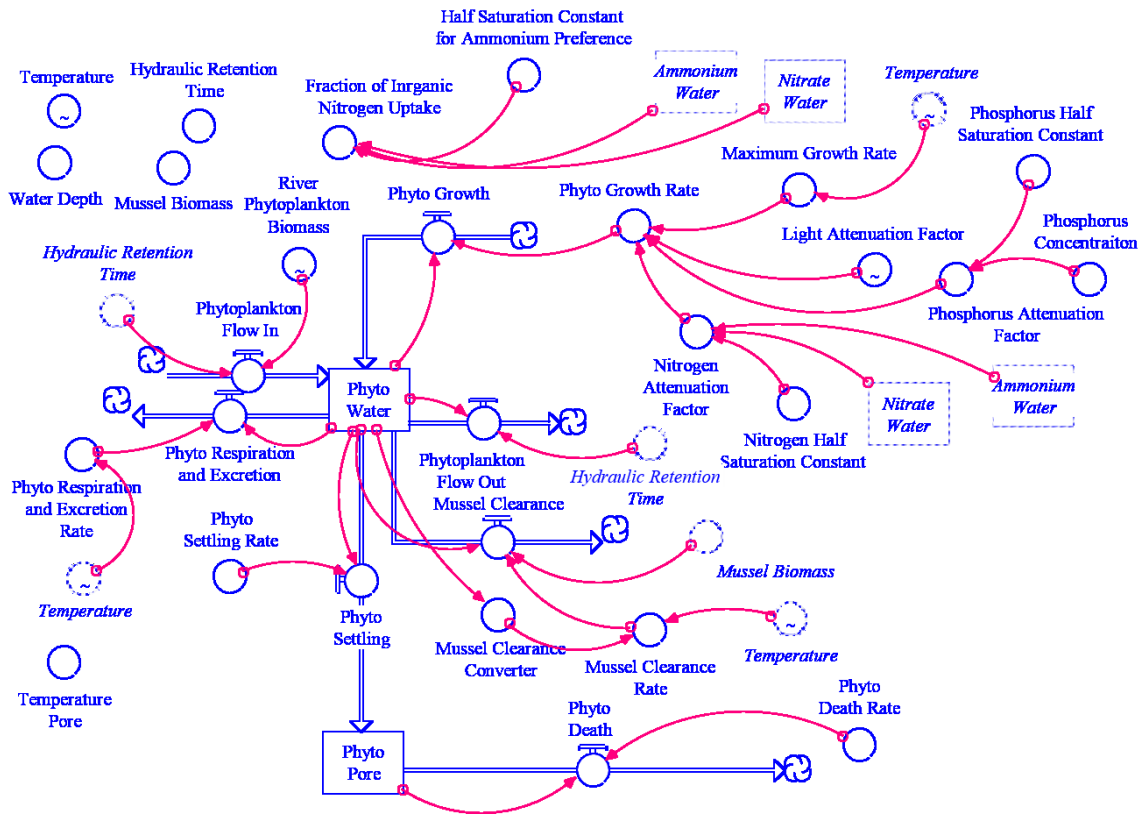 Half Saturation Constant
for Ammonium Preference
Temperature
~
Hydraulic Retention
Time
Fraction of Inrganic
Nitrogen Uptake
Ammonium
Water
Nitrate
Water
Temperature
~
Phosphorus Half
Saturation Constant
Water Depth
Mussel Biomass
River
Phytoplankton
Biomass
~
Phyto Growth
Phyto Growth Rate
Maximum Growth Rate
Light Attenuation Factor
~
Phosphorus
Concentraiton
Hydraulic Retention
Time
Phytoplankton
Flow In
Phosphorus Attenuation
Factor
Nitrogen
Attenuation
Factor
Phyto
Water
Nitrate
Water
Ammonium
Water
Nitrogen Half
Saturation Constant
Phyto Respiration
and Excretion
Phyto Respiration
and Excretion
Rate
Phytoplankton
Flow Out
Hydraulic Retention
Time
Mussel Clearance
Phyto
Settling Rate
Mussel Biomass
~
Temperature
Phyto
Settling
Mussel Clearance
Converter
Mussel Clearance
Rate
~
Temperature
Temperature
Pore
Phyto
Death
Phyto
Death Rate
Phyto
Pore